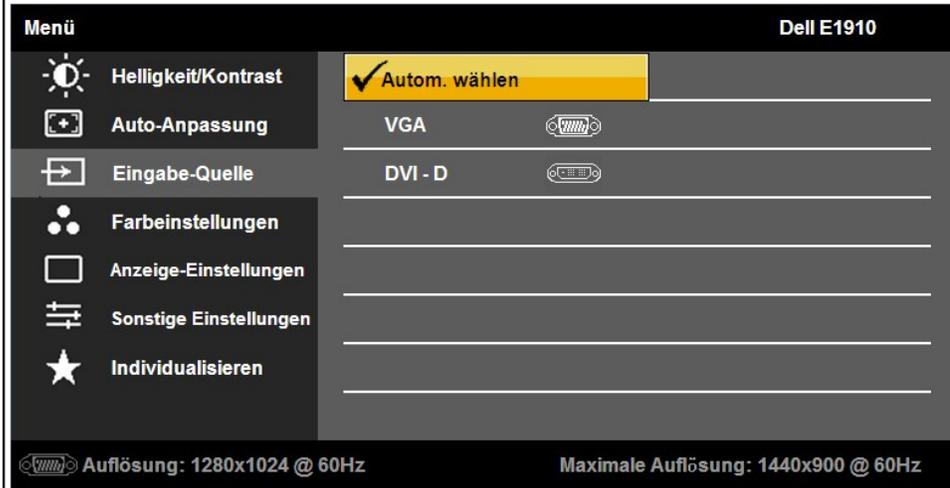 Menü Dell E1910
Helligkeit/Kontrast Autom. wählen
Auto-Anpassung VGA
Eingabe-Quelle DVI - D
Farbeinstellungen
Anzeige-Einstellungen
Sonstige Einstellungen
Individualisieren
Auflösung: 1280x1024 @ 60Hz Maximale Auflösung: 1440x900 @ 60Hz